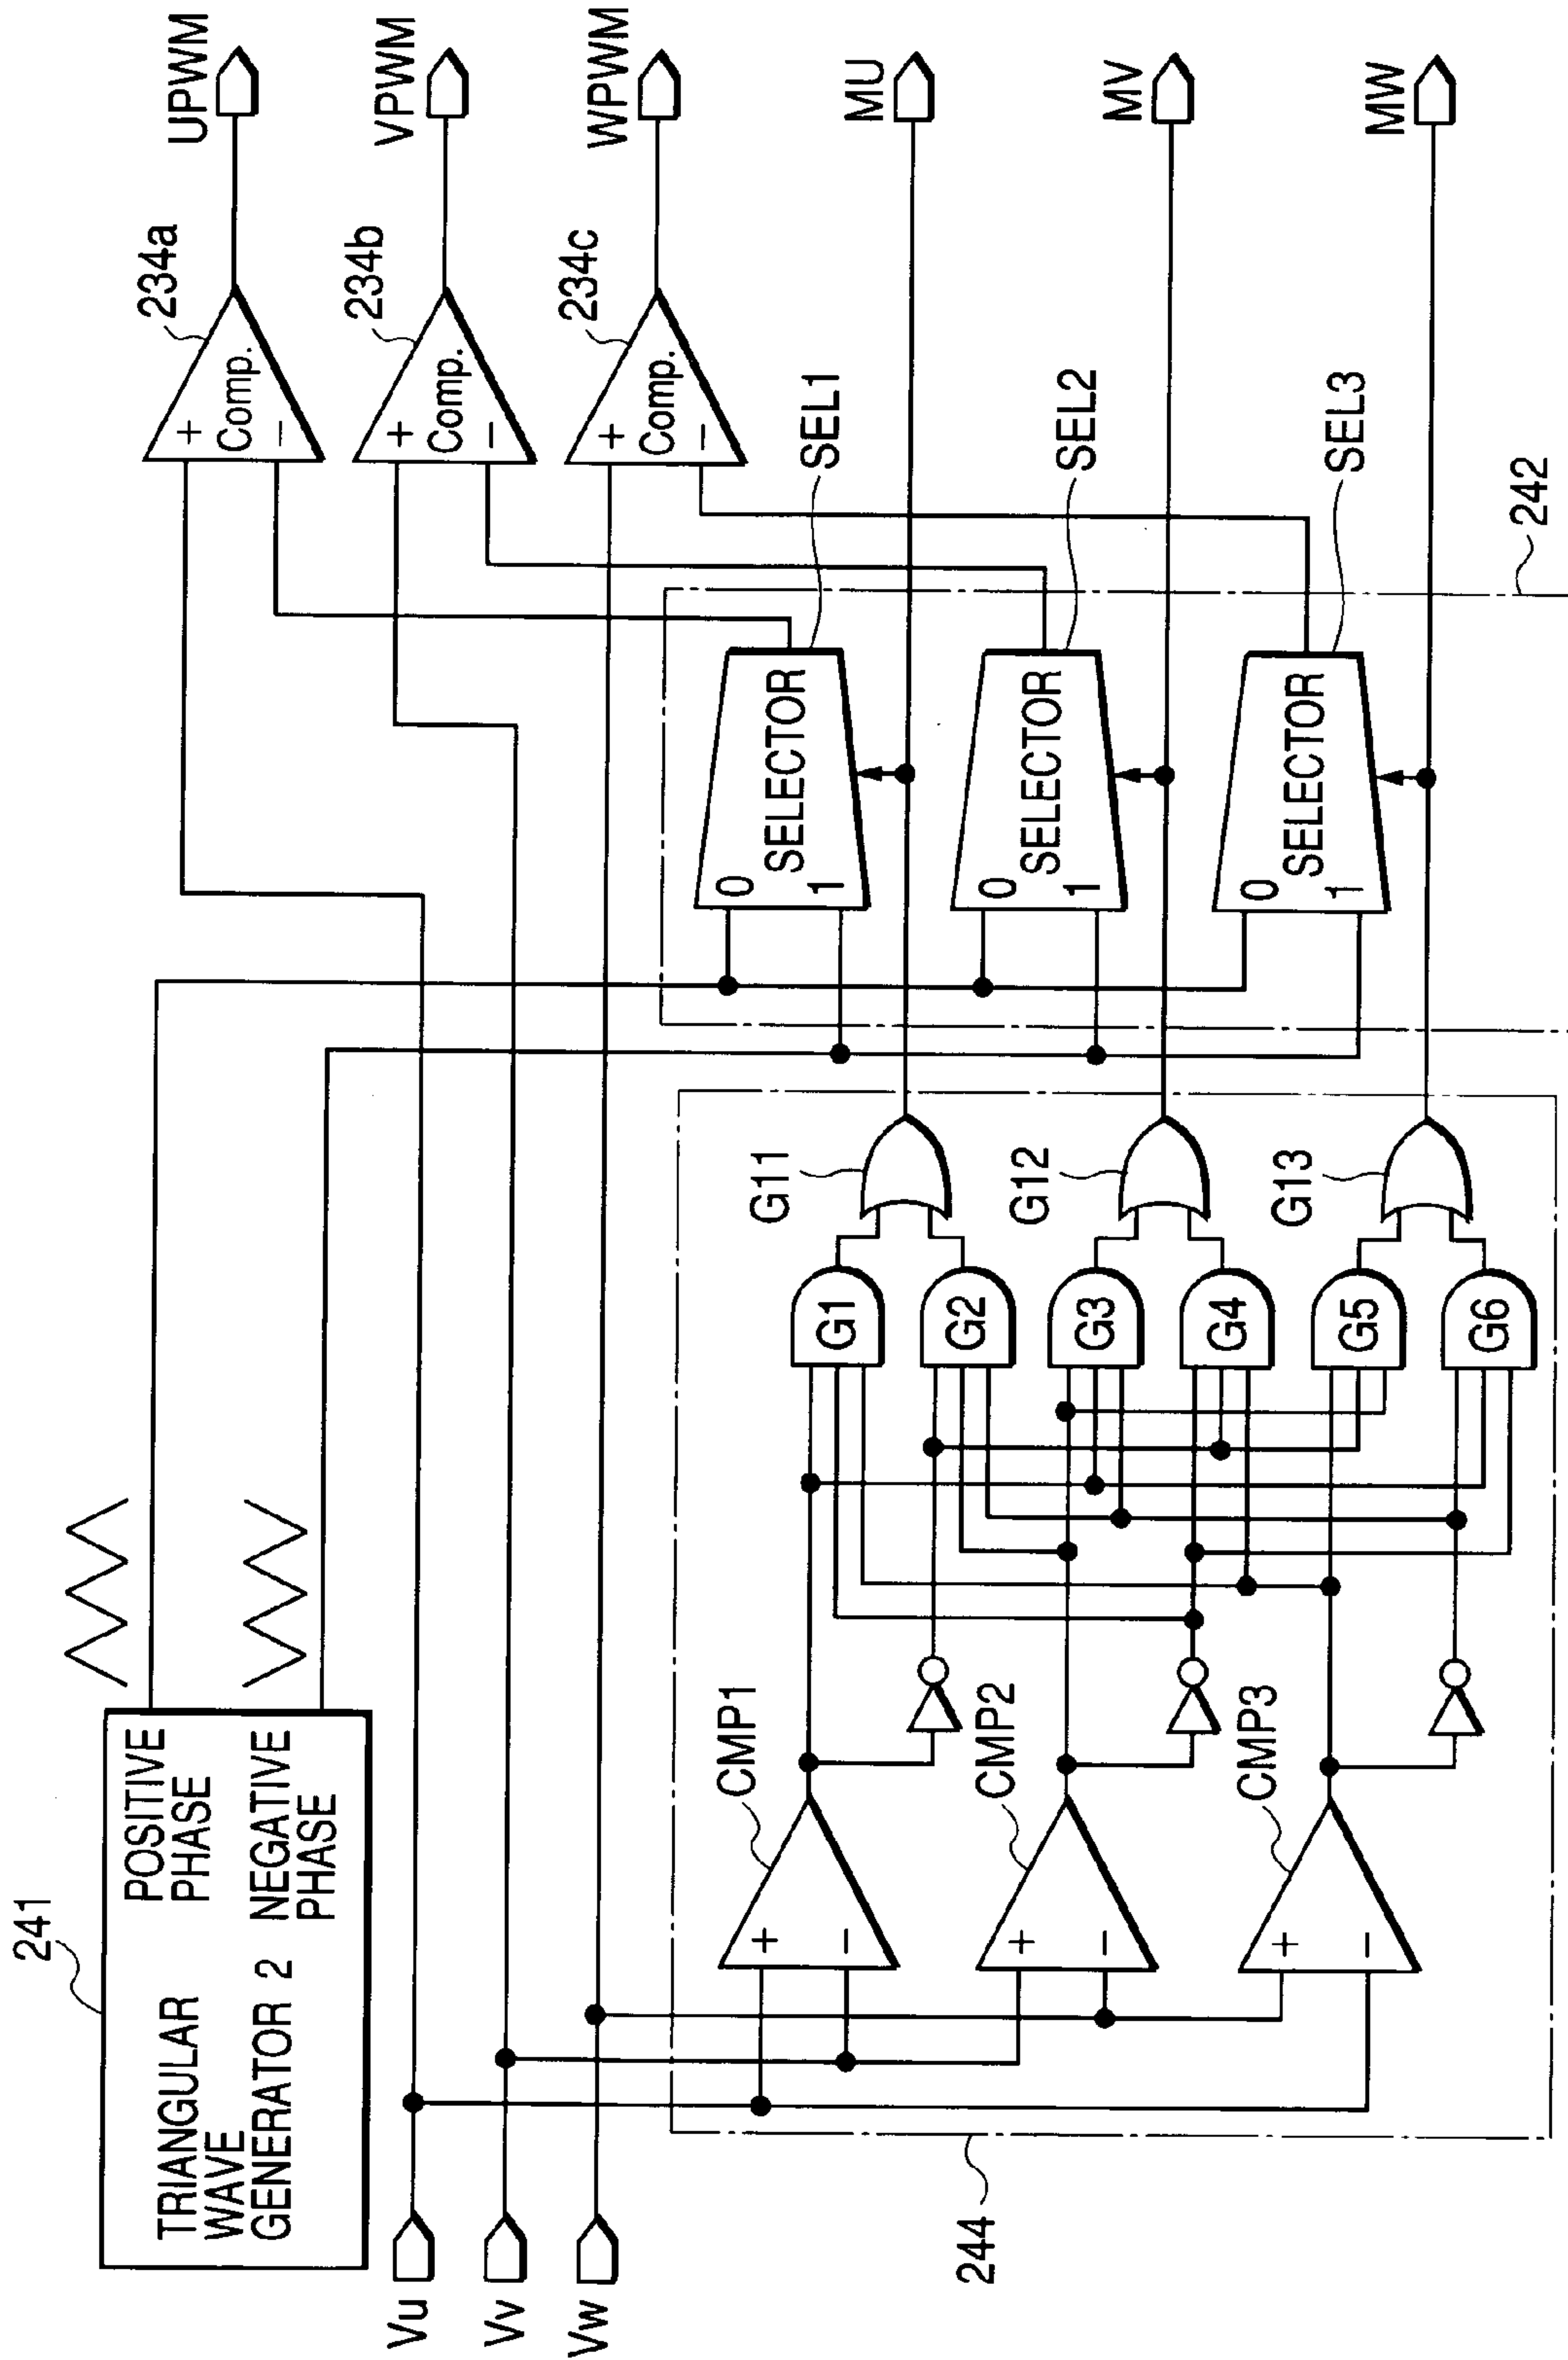 241
TRIANGULAR
WAVE
GENERATOR 2
POSITIVE
PHASE
NEGATIVE
PHASE
Vu
Vv
Vw
234a
+
Comp.
−
UPWM
234b
+
Comp.
−
VPWM
234c
+
Comp.
−
WPWM
244
CMP1
+
−
CMP2
+
−
CMP3
+
−
G1
G2
G3
G4
G5
G6
G11
G12
G13
242
0
1
SELECTOR
SEL1
0
1
SELECTOR
SEL2
0
1
SELECTOR
SEL3
MU
MV
MW